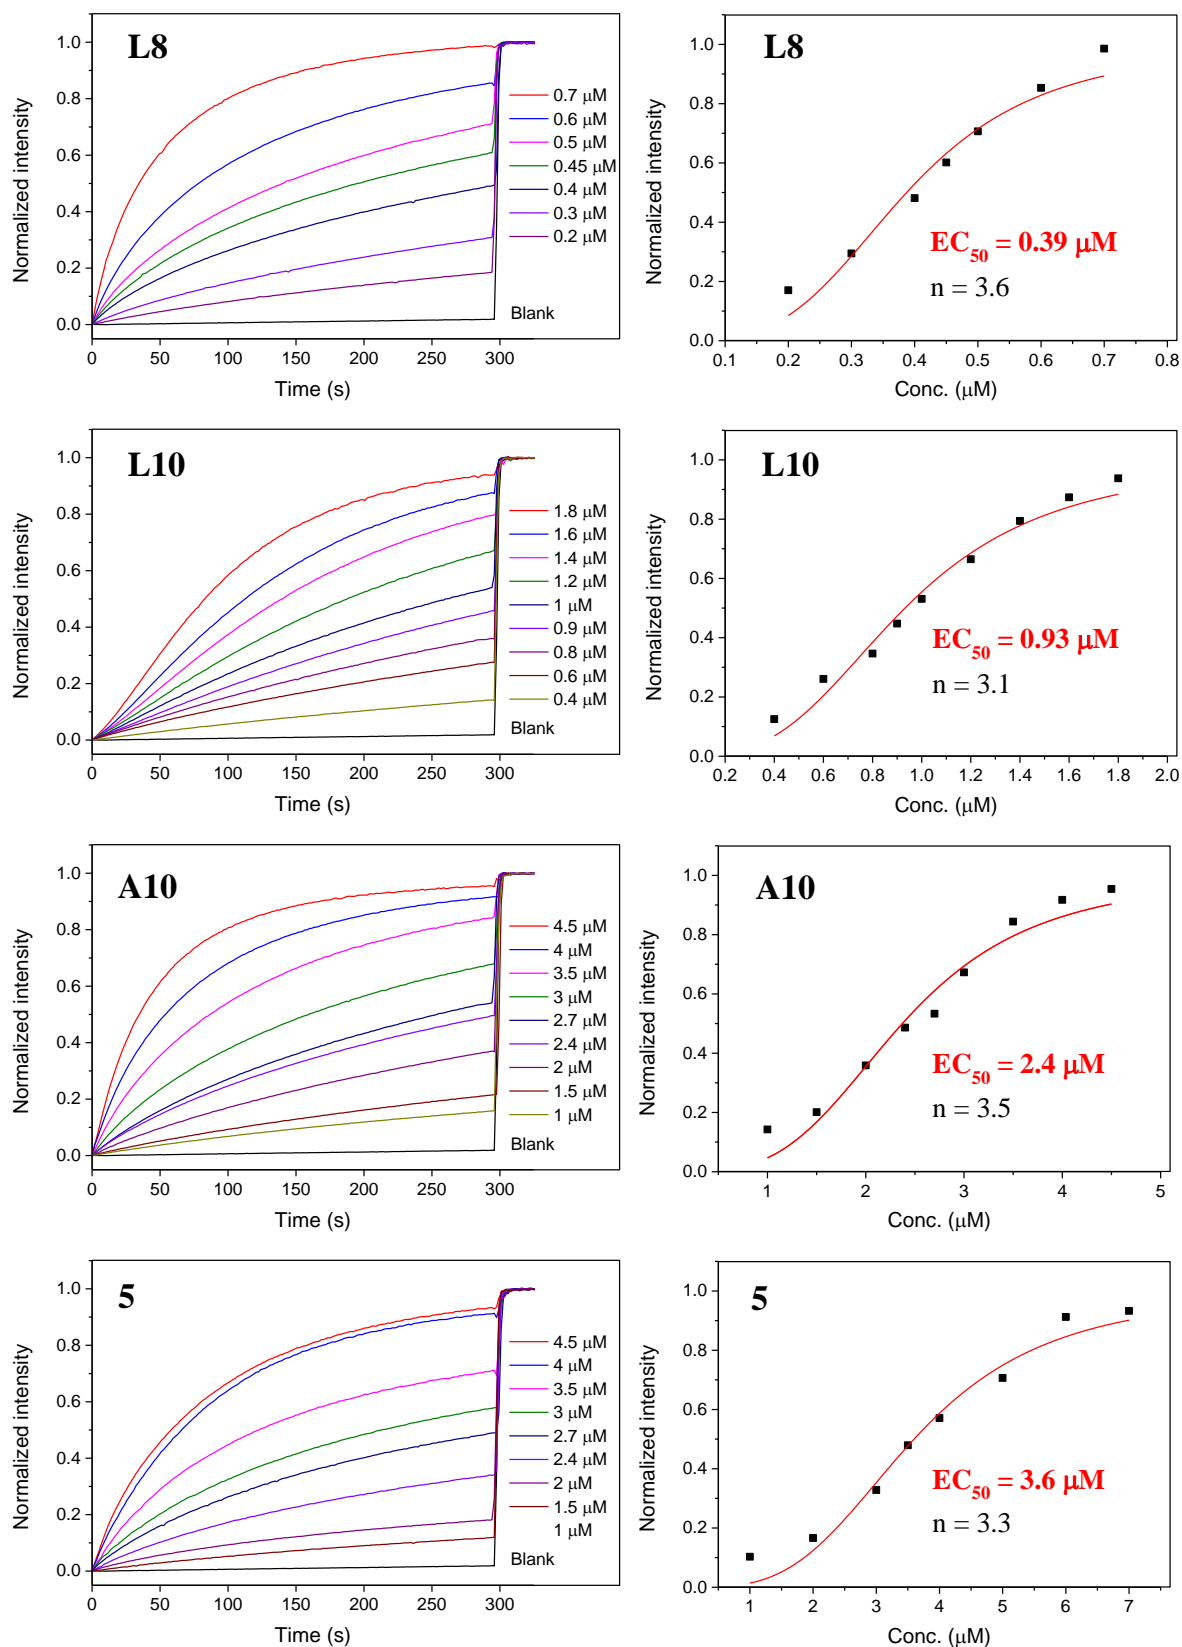 L8
1.0
0.8
0.6
0.4
0.2
0.0
Normalized intensity
0.7 μM
0.6 μM
0.5 μM
0.45 μM
0.4 μM
0.3 μM
0.2 μM
Blank
0 50 100 150 200 250 300
Time (s)
L8
1.0
0.8
0.6
0.4
0.2
0.0
Normalized intensity
EC50 = 0.39 μM
n = 3.6
0.1 0.2 0.3 0.4 0.5 0.6 0.7 0.8
Conc. (μM)
L10
1.0
0.8
0.6
0.4
0.2
0.0
Normalized intensity
1.8 μM
1.6 μM
1.4 μM
1.2 μM
1 μM
0.9 μM
0.8 μM
0.6 μM
0.4 μM
Blank
0 50 100 150 200 250 300
Time (s)
L10
1.0
0.8
0.6
0.4
0.2
0.0
Normalized intensity
EC50 = 0.93 μM
n = 3.1
0.2 0.4 0.6 0.8 1.0 1.2 1.4 1.6 1.8 2.0
Conc. (μM)
A10
1.0
0.8
0.6
0.4
0.2
0.0
Normalized intensity
4.5 μM
4 μM
3.5 μM
3 μM
2.7 μM
2.4 μM
2 μM
1.5 μM
1 μM
Blank
0 50 100 150 200 250 300
Time (s)
A10
1.0
0.8
0.6
0.4
0.2
0.0
Normalized intensity
EC50 = 2.4 μM
n = 3.5
1 2 3 4 5
Conc. (μM)
5
1.0
0.8
0.6
0.4
0.2
0.0
Normalized intensity
4.5 μM
4 μM
3.5 μM
3 μM
2.7 μM
2.4 μM
2 μM
1.5 μM
1 μM
Blank
0 50 100 150 200 250 300
Time (s)
5
1.0
0.8
0.6
0.4
0.2
0.0
Normalized intensity
EC50 = 3.6 μM
n = 3.3
1 2 3 4 5 6 7
Conc. (μM)